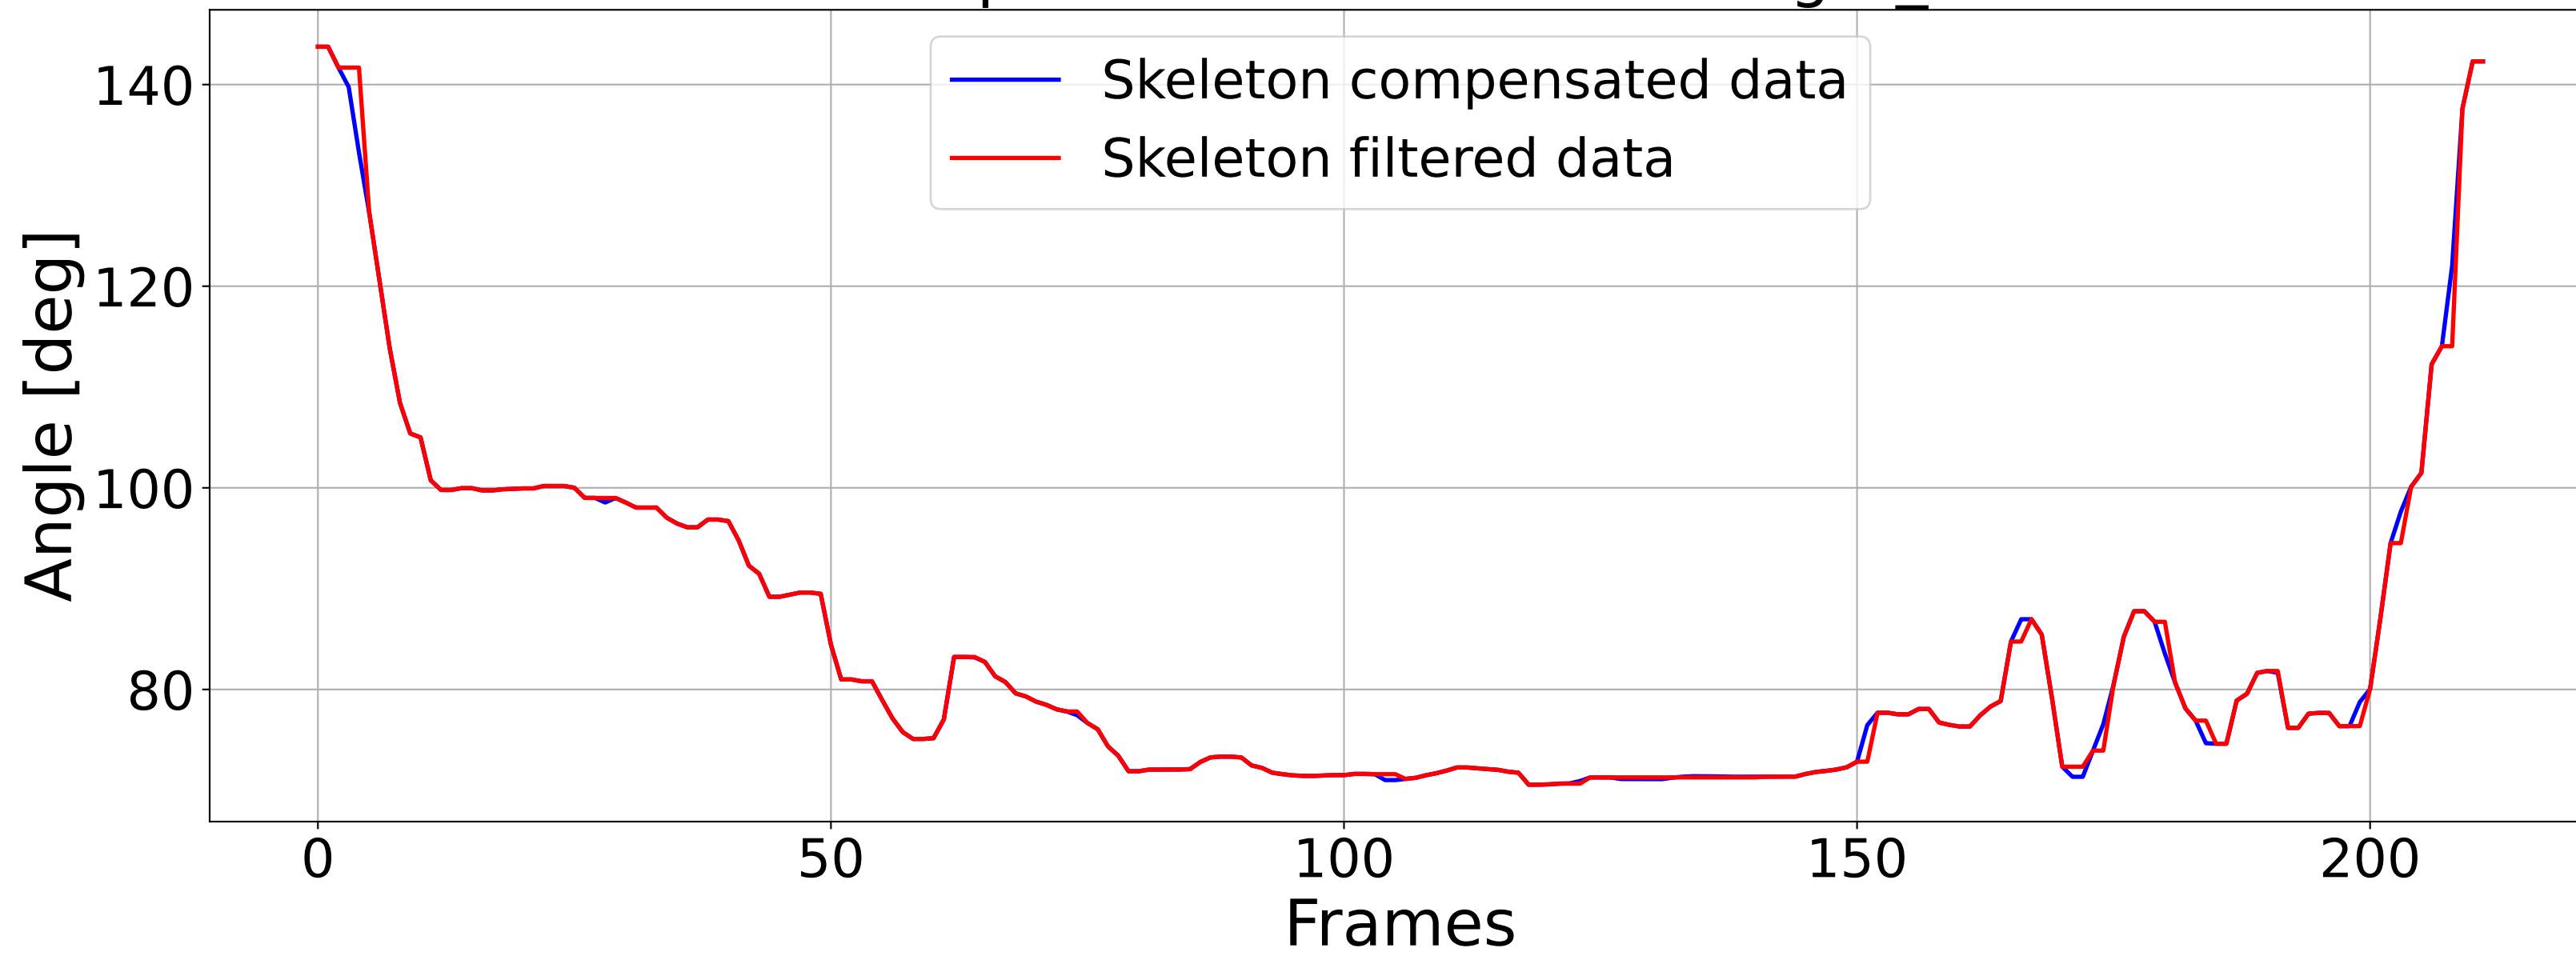 Skeleton compensated data
Skeleton filtered data
Angle [deg]
140
120
100
80
0 50 100 150 200
Frames